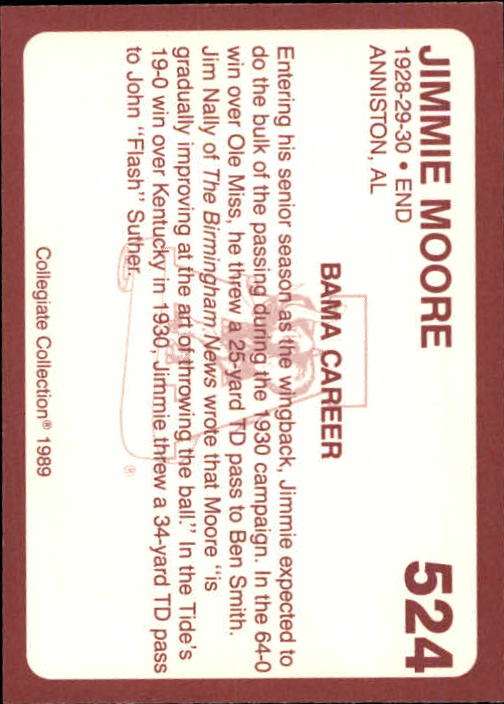 JIMMIE MOORE 524
1928-29-30 • END
ANNISTON, AL
BAMA CAREER
Entering his senior season as the wingback, Jimmie expected to
do the bulk of the passing during the 1930 campaign. In the 64-0
win over Ole Miss, he threw a 25-yard TD pass to Ben Smith.
Jim Nally of The Birmingham News wrote that Moore “is
gradually improving at the art of throwing the ball.” In the Tide's
19-0 win over Kentucky in 1930, Jimmie threw a 34-yard TD pass
to John “Flash” Suther.
®
Collegiate Collection® 1989